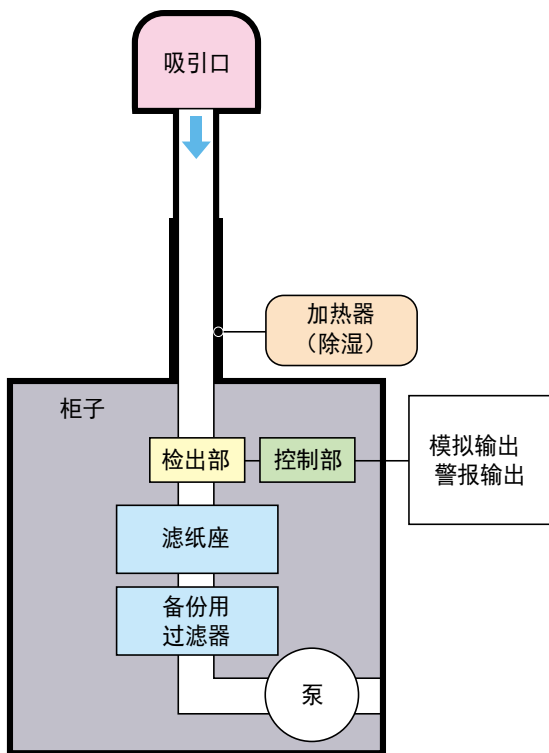 吸引口
加热器
（除湿）
柜子
检出部
控制部
模拟输出
警报输出
滤纸座
备份用
过滤器
泵